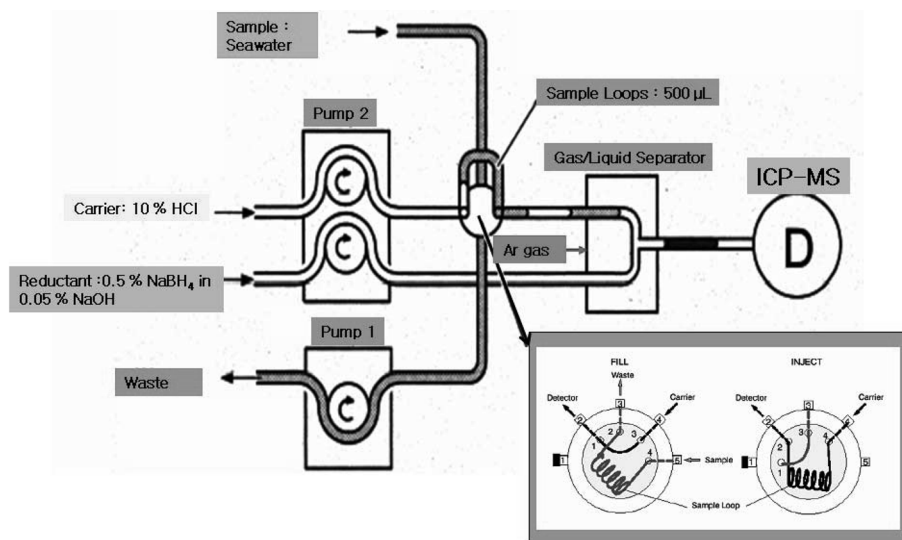 Sample :
Seawater
Sample Loops : 500 μL
Pump 2
Gas/Liquid Separator
ICP-MS
Carrier: 10 % HCl
Ar gas
D
Reductant :0.5 % NaBH₄ in
0.05 % NaOH
Pump 1
Waste
FILL
INJECT
Waste
Detector
3
Carrier
Detector
3
Carrier
2
4
2
4
2
3
1
4
3
2
4
1
1
5
Sample
1
5
Sample Loop